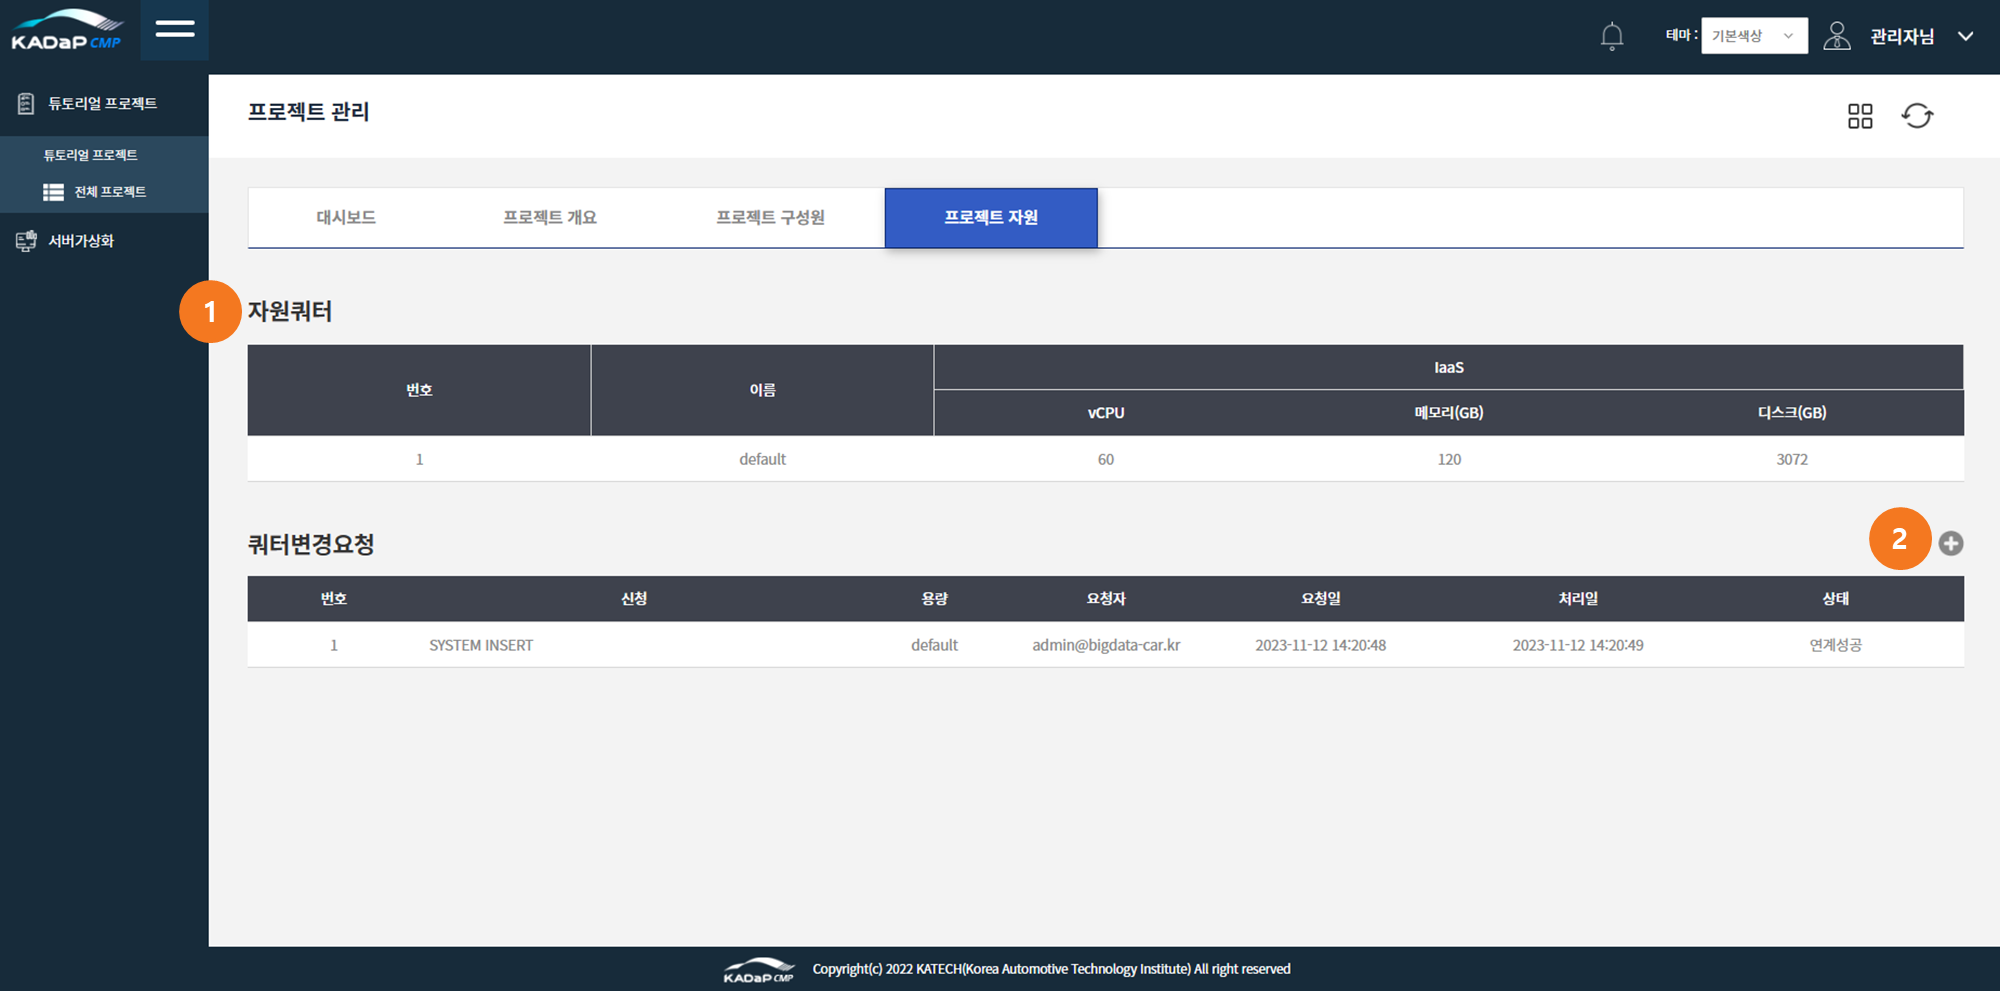 KADaP CMP
테마 : 기본색상 관리자님
튜토리얼 프로젝트
튜토리얼 프로젝트
전체 프로젝트
서버가상화
프로젝트 관리
대시보드 프로젝트 개요 프로젝트 구성원 프로젝트 자원
1 자원쿼터
번호 이름 IaaS
vCPU 메모리(GB) 디스크(GB)
1 default 60 120 3072
쿼터변경요청 2
번호 신청 용량 요청자 요청일 처리일 상태
1 SYSTEM INSERT default admin@bigdata-car.kr 2023-11-12 14:20:48 2023-11-12 14:20:49 연계성공
KADaP CMP Copyright(c) 2022 KATECH(Korea Automotive Technology Institute) All right reserved